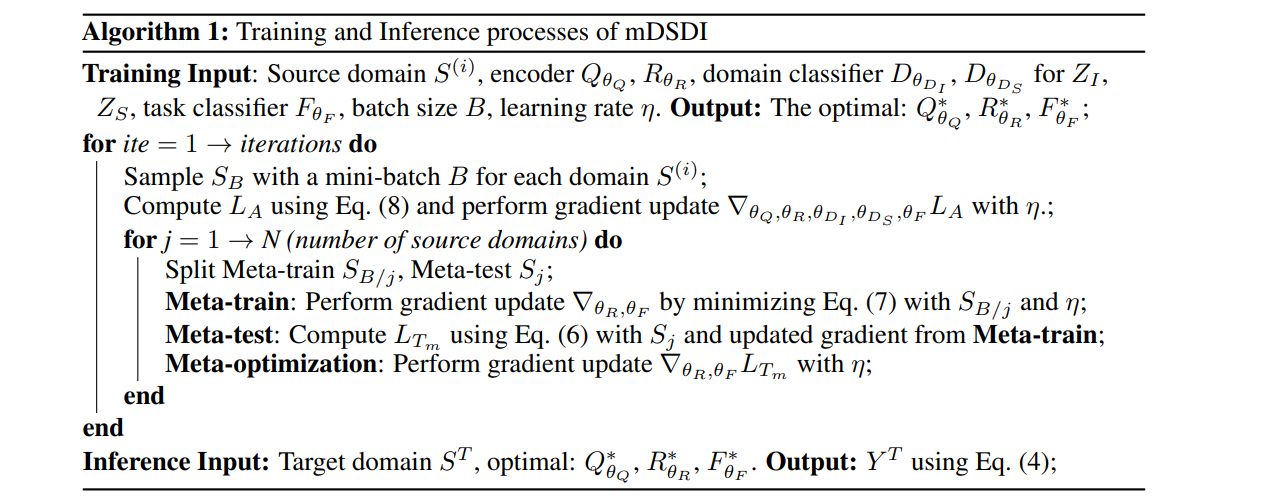 Algorithm 1: Training and Inference processes of mDSDI
Training Input: Source domain $S^{(i)}$, encoder $Q_{\theta_Q}$, $R_{\theta_R}$, domain classifier $D_{\theta_{D_I}}$, $D_{\theta_{D_S}}$ for $Z_I$,
$Z_S$, task classifier $F_{\theta_F}$, batch size $B$, learning rate $\eta$. Output: The optimal: $Q^*_{\theta_Q}$, $R^*_{\theta_R}$, $F^*_{\theta_F}$;
for ite = 1 → iterations do
Sample $S_B$ with a mini-batch $B$ for each domain $S^{(i)}$;
Compute $L_A$ using Eq. (8) and perform gradient update $\nabla_{\theta_Q,\theta_R,\theta_{D_I},\theta_{D_S},\theta_F} L_A$ with $\eta$.;
for j = 1 → N (number of source domains) do
Split Meta-train $S_{B/j}$, Meta-test $S_j$;
Meta-train: Perform gradient update $\nabla_{\theta_R,\theta_F}$ by minimizing Eq. (7) with $S_{B/j}$ and $\eta$;
Meta-test: Compute $L_{T_m}$ using Eq. (6) with $S_j$ and updated gradient from Meta-train;
Meta-optimization: Perform gradient update $\nabla_{\theta_R,\theta_F} L_{T_m}$ with $\eta$;
end
end
Inference Input: Target domain $S^T$, optimal: $Q^*_{\theta_Q}$, $R^*_{\theta_R}$, $F^*_{\theta_F}$. Output: $Y^T$ using Eq. (4);